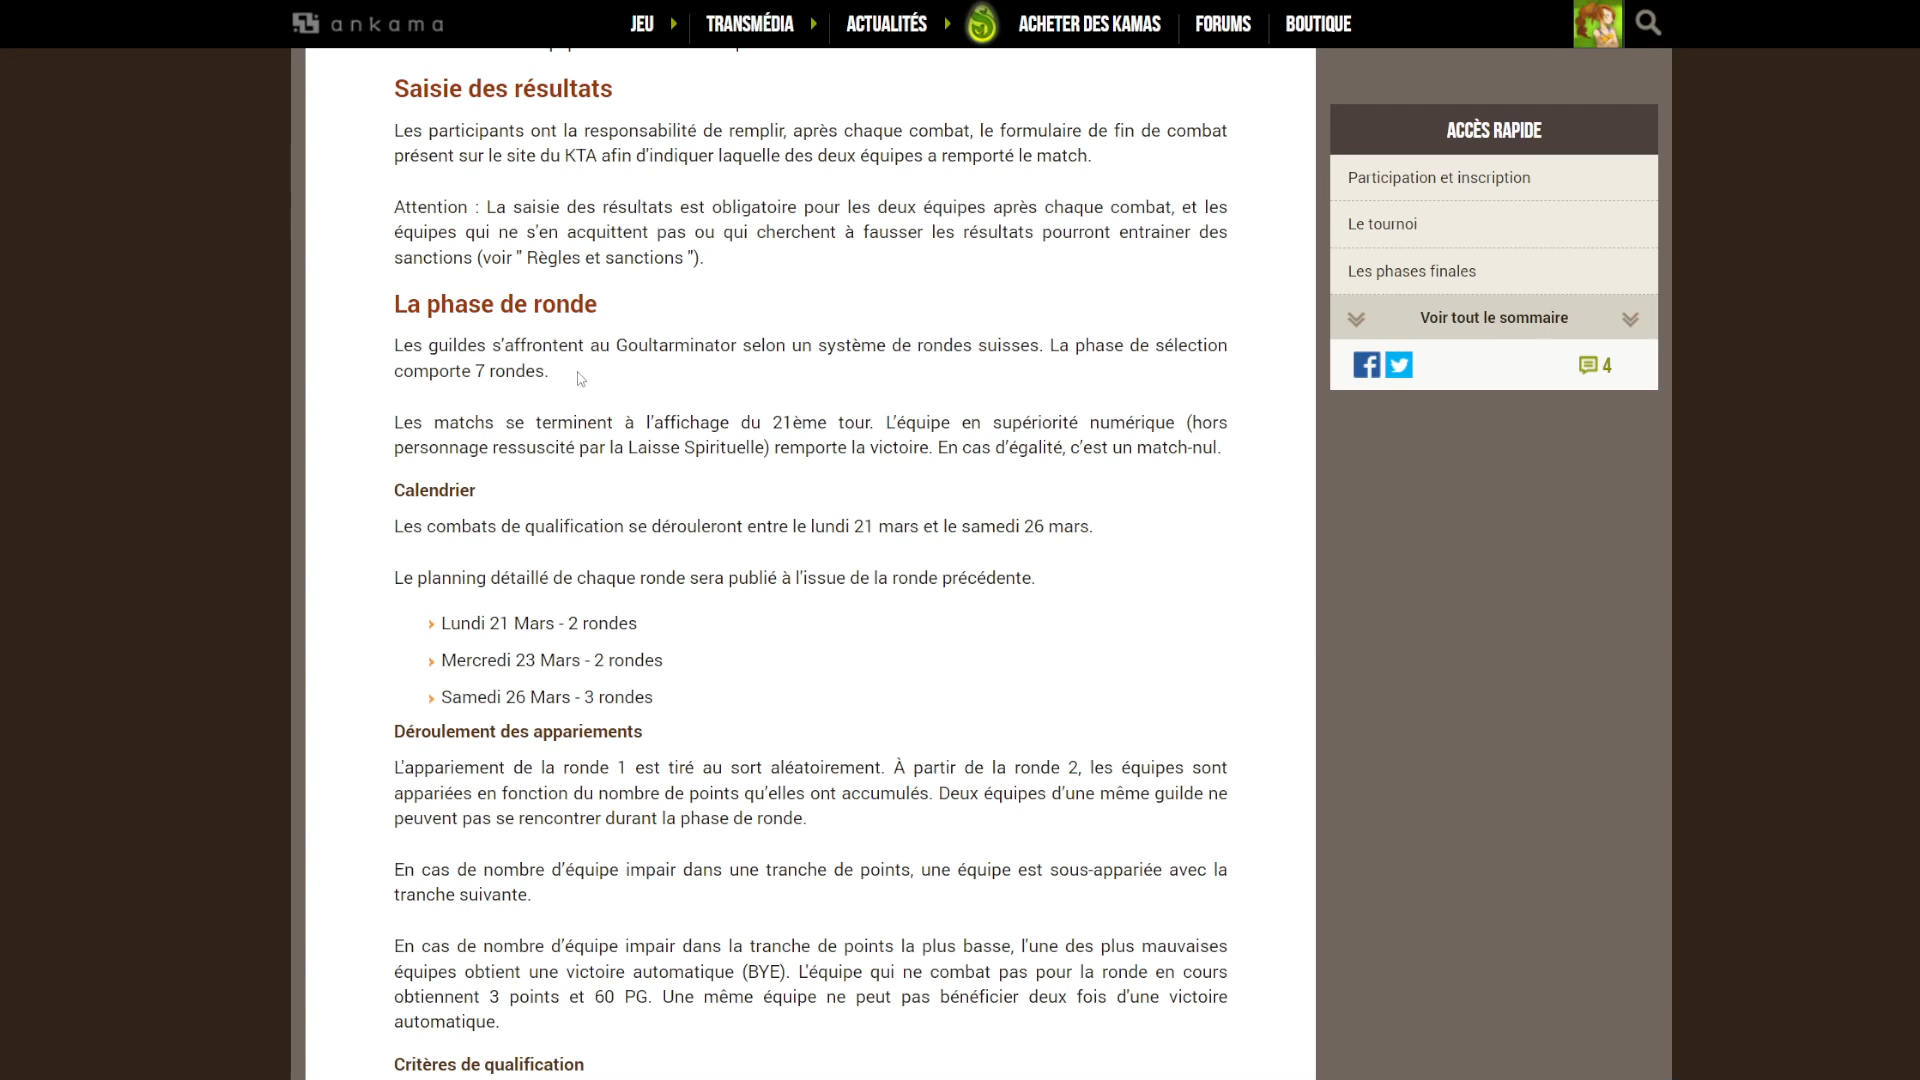 ankama
JEU
TRANSMÉDIA
ACTUALITÉS
ACHETER DES KAMAS
FORUMS
BOUTIQUE
Saisie des résultats
Les participants ont la responsabilité de remplir, après chaque combat, le formulaire de fin de combat
présent sur le site du KTA afin d'indiquer laquelle des deux équipes a remporté le match.
Attention : La saisie des résultats est obligatoire pour les deux équipes après chaque combat, et les
équipes qui ne s’en acquittent pas ou qui cherchent à fausser les résultats pourront entrainer des
sanctions (voir " Règles et sanctions ").
La phase de ronde
Les guildes s’affrontent au Goultarminator selon un système de rondes suisses. La phase de sélection
comporte 7 rondes.
Les matchs se terminent à l’affichage du 21ème tour. L’équipe en supériorité numérique (hors
personnage ressuscité par la Laisse Spirituelle) remporte la victoire. En cas d’égalité, c’est un match-nul.
Calendrier
Les combats de qualification se dérouleront entre le lundi 21 mars et le samedi 26 mars.
Le planning détaillé de chaque ronde sera publié à l'issue de la ronde précédente.
Lundi 21 Mars - 2 rondes
Mercredi 23 Mars - 2 rondes
Samedi 26 Mars - 3 rondes
Déroulement des appariements
L'appariement de la ronde 1 est tiré au sort aléatoirement. À partir de la ronde 2, les équipes sont
appariées en fonction du nombre de points qu’elles ont accumulés. Deux équipes d’une même guilde ne
peuvent pas se rencontrer durant la phase de ronde.
En cas de nombre d’équipe impair dans une tranche de points, une équipe est sous-appariée avec la
tranche suivante.
En cas de nombre d’équipe impair dans la tranche de points la plus basse, l'une des plus mauvaises
équipes obtient une victoire automatique (BYE). L’équipe qui ne combat pas pour la ronde en cours
obtiennent 3 points et 60 PG. Une même équipe ne peut pas bénéficier deux fois d'une victoire
automatique.
Critères de qualification
ACCÈS RAPIDE
Participation et inscription
Le tournoi
Les phases finales
Voir tout le sommaire
4